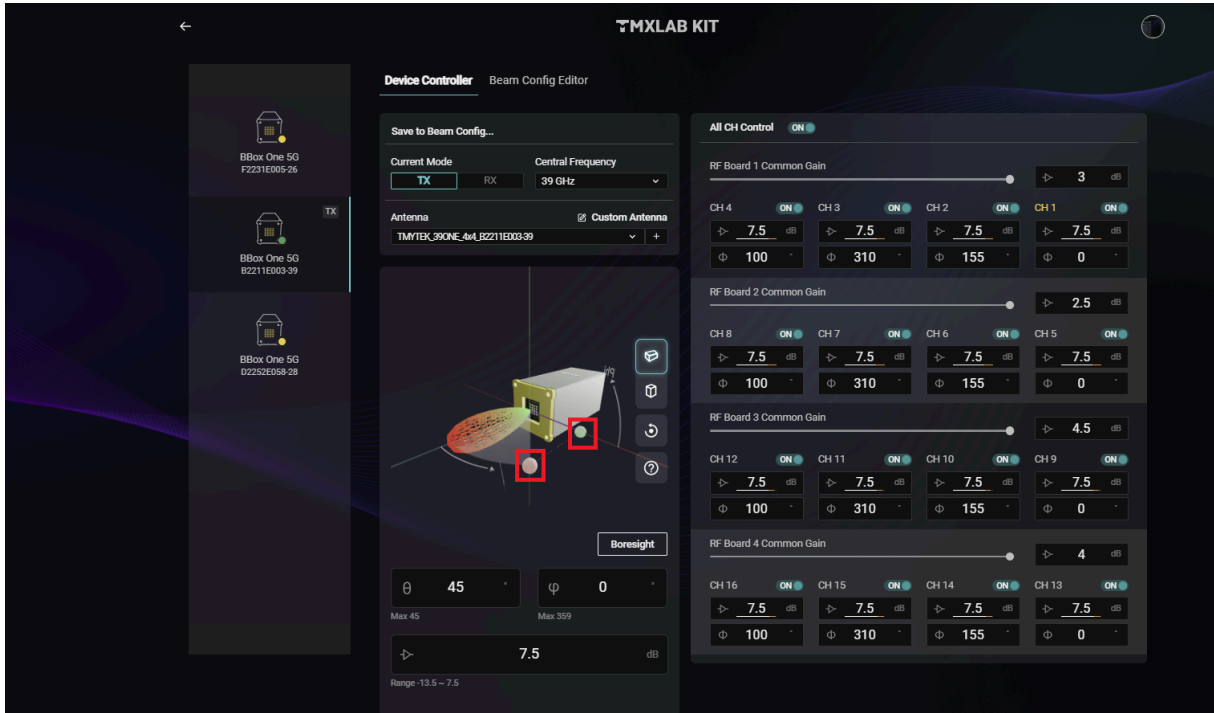 TMXLAB KIT
Device Controller Beam Config Editor
BBox One 5G
F2231E005-26
TX
BBox One 5G
B2211E003-39
BBox One 5G
D2252E058-28
Save to Beam Config...
Current Mode Central Frequency
TX RX 39 GHz
Antenna Custom Antenna
TMYTEK_39ONE_4x4_B2211E003-39 +
phi
Boresight
θ 45 ° φ 0 °
Max 45 Max 359
7.5 dB
Range -13.5 ~ 7.5
All CH Control ON
RF Board 1 Common Gain 3 dB
CH 4 ON CH 3 ON CH 2 ON CH 1 ON
7.5 dB 7.5 dB 7.5 dB 7.5 dB
Φ 100 ° Φ 310 ° Φ 155 ° Φ 0 °
RF Board 2 Common Gain 2.5 dB
CH 8 ON CH 7 ON CH 6 ON CH 5 ON
7.5 dB 7.5 dB 7.5 dB 7.5 dB
Φ 100 ° Φ 310 ° Φ 155 ° Φ 0 °
RF Board 3 Common Gain 4.5 dB
CH 12 ON CH 11 ON CH 10 ON CH 9 ON
7.5 dB 7.5 dB 7.5 dB 7.5 dB
Φ 100 ° Φ 310 ° Φ 155 ° Φ 0 °
RF Board 4 Common Gain 4 dB
CH 16 ON CH 15 ON CH 14 ON CH 13 ON
7.5 dB 7.5 dB 7.5 dB 7.5 dB
Φ 100 ° Φ 310 ° Φ 155 ° Φ 0 °